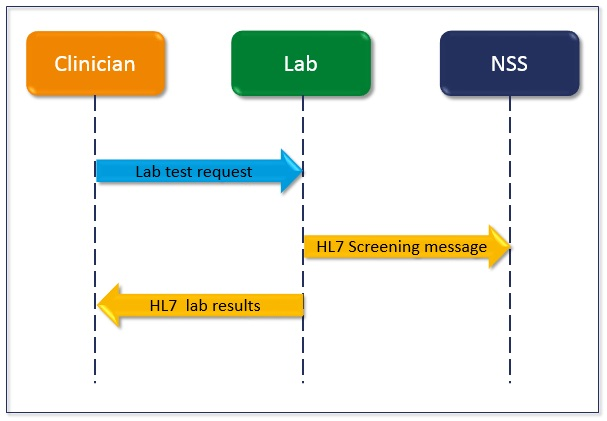 Clinician
Lab
NSS
Lab test request
HL7 Screening message
HL7 lab results